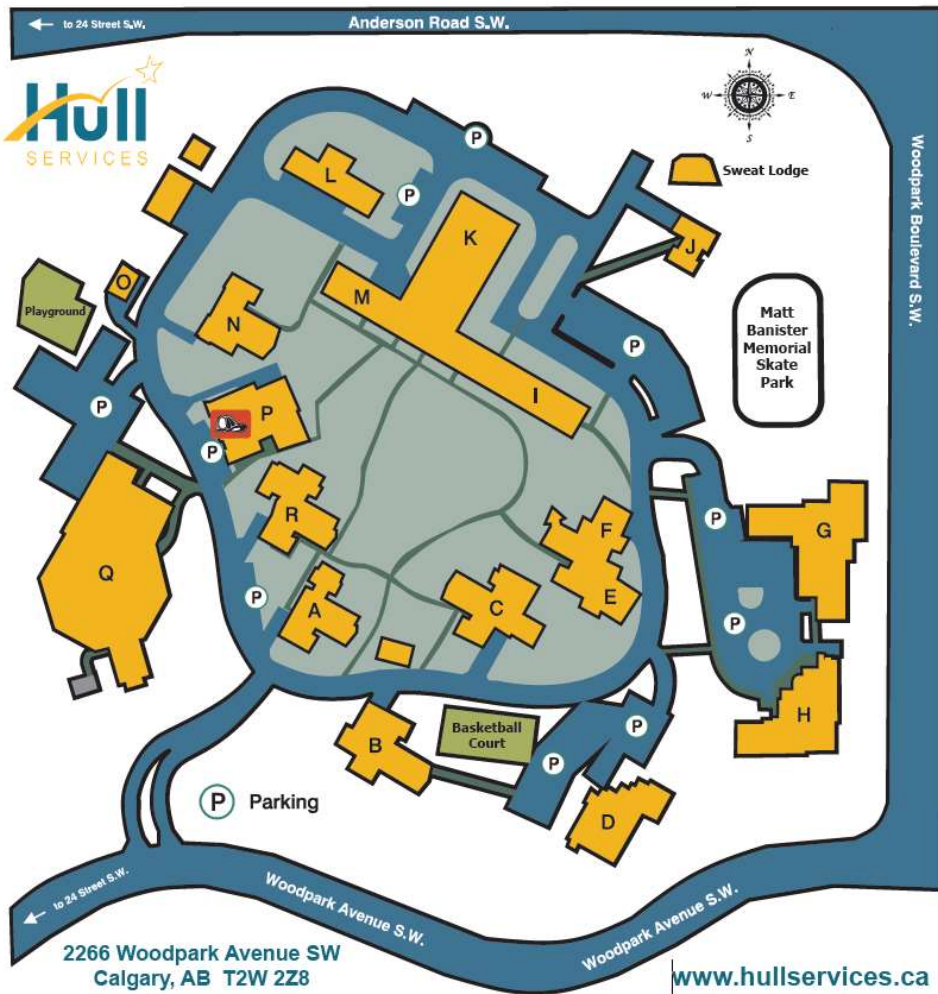 to 24 Street S.W.
Anderson Road S.W.
Hull
SERVICES
N
W
E
S
Sweat Lodge
Woodpark Boulevard S.W.
P
L
P
K
J
O
Playground
M
N
Matt
Banister
Memorial
Skate
Park
P
I
P
P
P
R
F
P
G
Q
A
P
C
E
P
H
B
Basketball
Court
P
P
D
P Parking
to 24 Street S.W.
Woodpark Avenue S.W.
Woodpark Avenue S.W.
2266 Woodpark Avenue SW
Calgary, AB T2W 2Z8
www.hullservices.ca